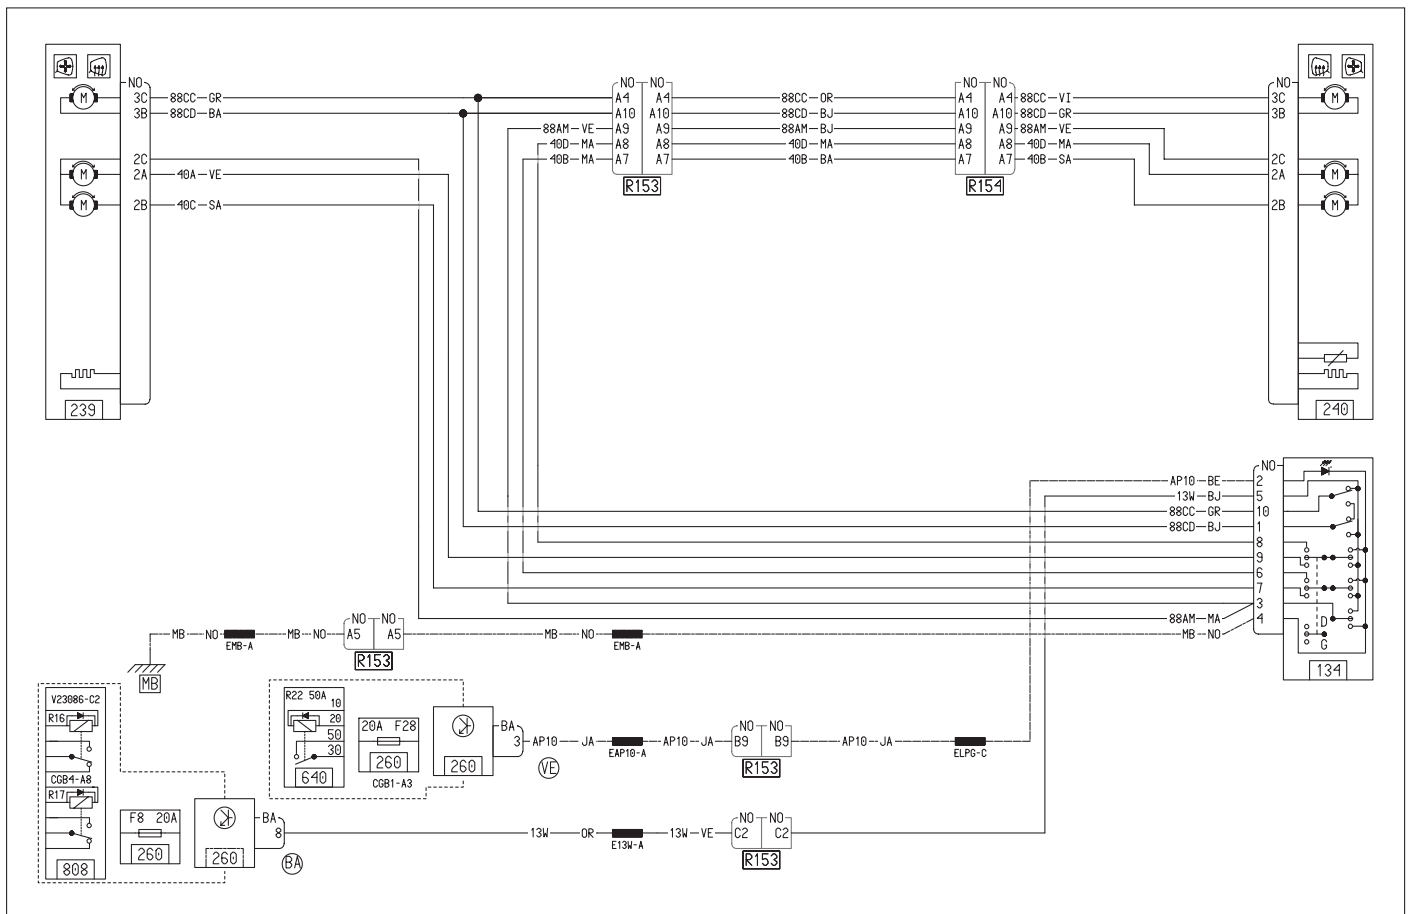 NO NO NO NO NO NO
M 3C 88CC GR A4 A4 88CC OR A4 A4 88CC VI 3C M
3B 88CD BA A10 A10 88CD BJ A10 A10 88CD GR 3B
88AM VE A9 A9 88AM BJ A9 A9 88AM VE
40D MA A8 A8 40D MA A8 A8 40D MA
2C 40B MA A7 A7 40B BA A7 A7 40B SA 2C
M 2A 40A VE 2A M
R153 R154
M 2B 40C SA 2B M
239 240
NO
AP10 BE 2
13W BJ 5
88CC GR 10
88CD BJ 1
8
9
6
7
3
NO NO 88AM MA 4 D
MB NO MB NO A5 A5 MB NO MB NO
EMB-A EMB-A G
R153 134
MB
V23086-C2 R22 50A
10
R16 20A F28 20 BA NO NO
50
30 3 AP10 JA AP10 JA B9 B9 AP10 JA
EAP10-A ELPG-C
260 260 VE R153
640 CGB1-A3
CGB4-A8
R17
F8 20A BA NO NO
8 13W OR 13W VE C2 C2
E13W-A
260 260 BA R153
808